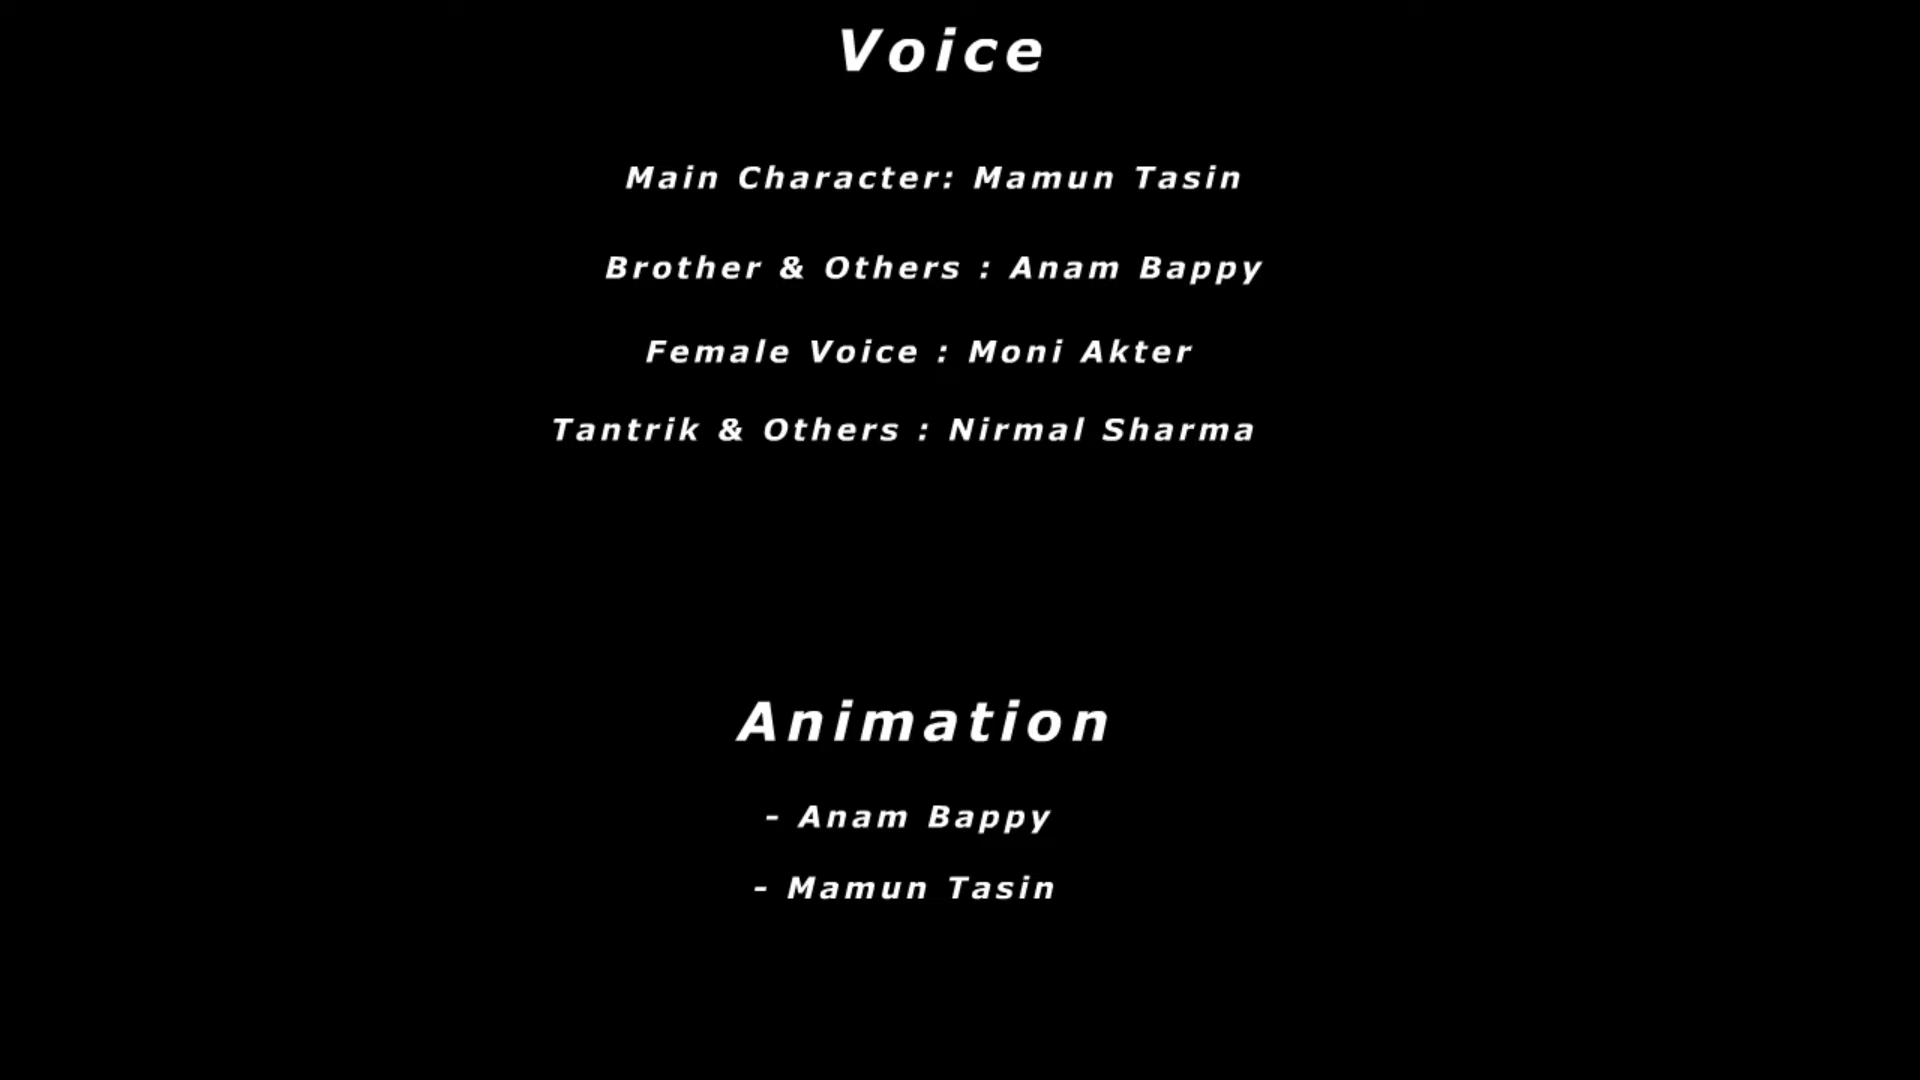 Voice
Main Character: Mamun Tasin
Brother & Others : Anam Bappy
Female Voice : Moni Akter
Tantrik & Others : Nirmal Sharma
Animation
- Anam Bappy
- Mamun Tasin